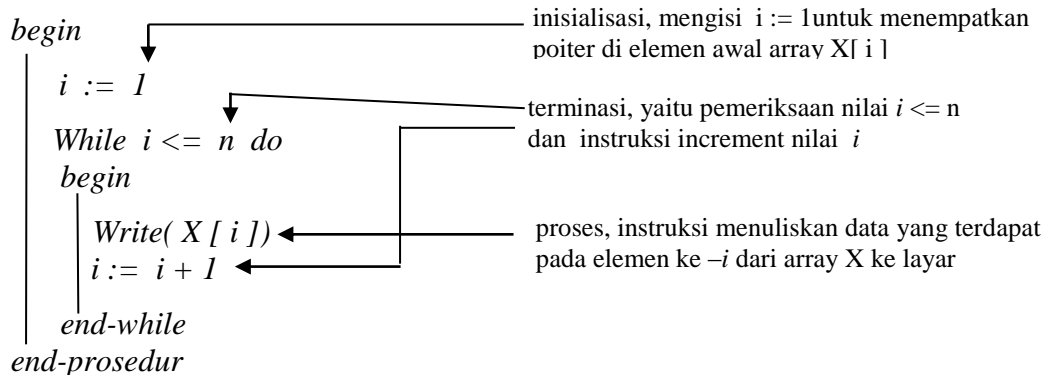 begin
i := 1
While i <= n do
begin
Write( X [ i ])
i := i + 1
end-while
end-prosedur
inisialisasi, mengisi i := 1untuk menempatkan
poiter di elemen awal array X[ i ]
terminasi, yaitu pemeriksaan nilai i <= n
dan instruksi increment nilai i
proses, instruksi menuliskan data yang terdapat
pada elemen ke –i dari array X ke layar